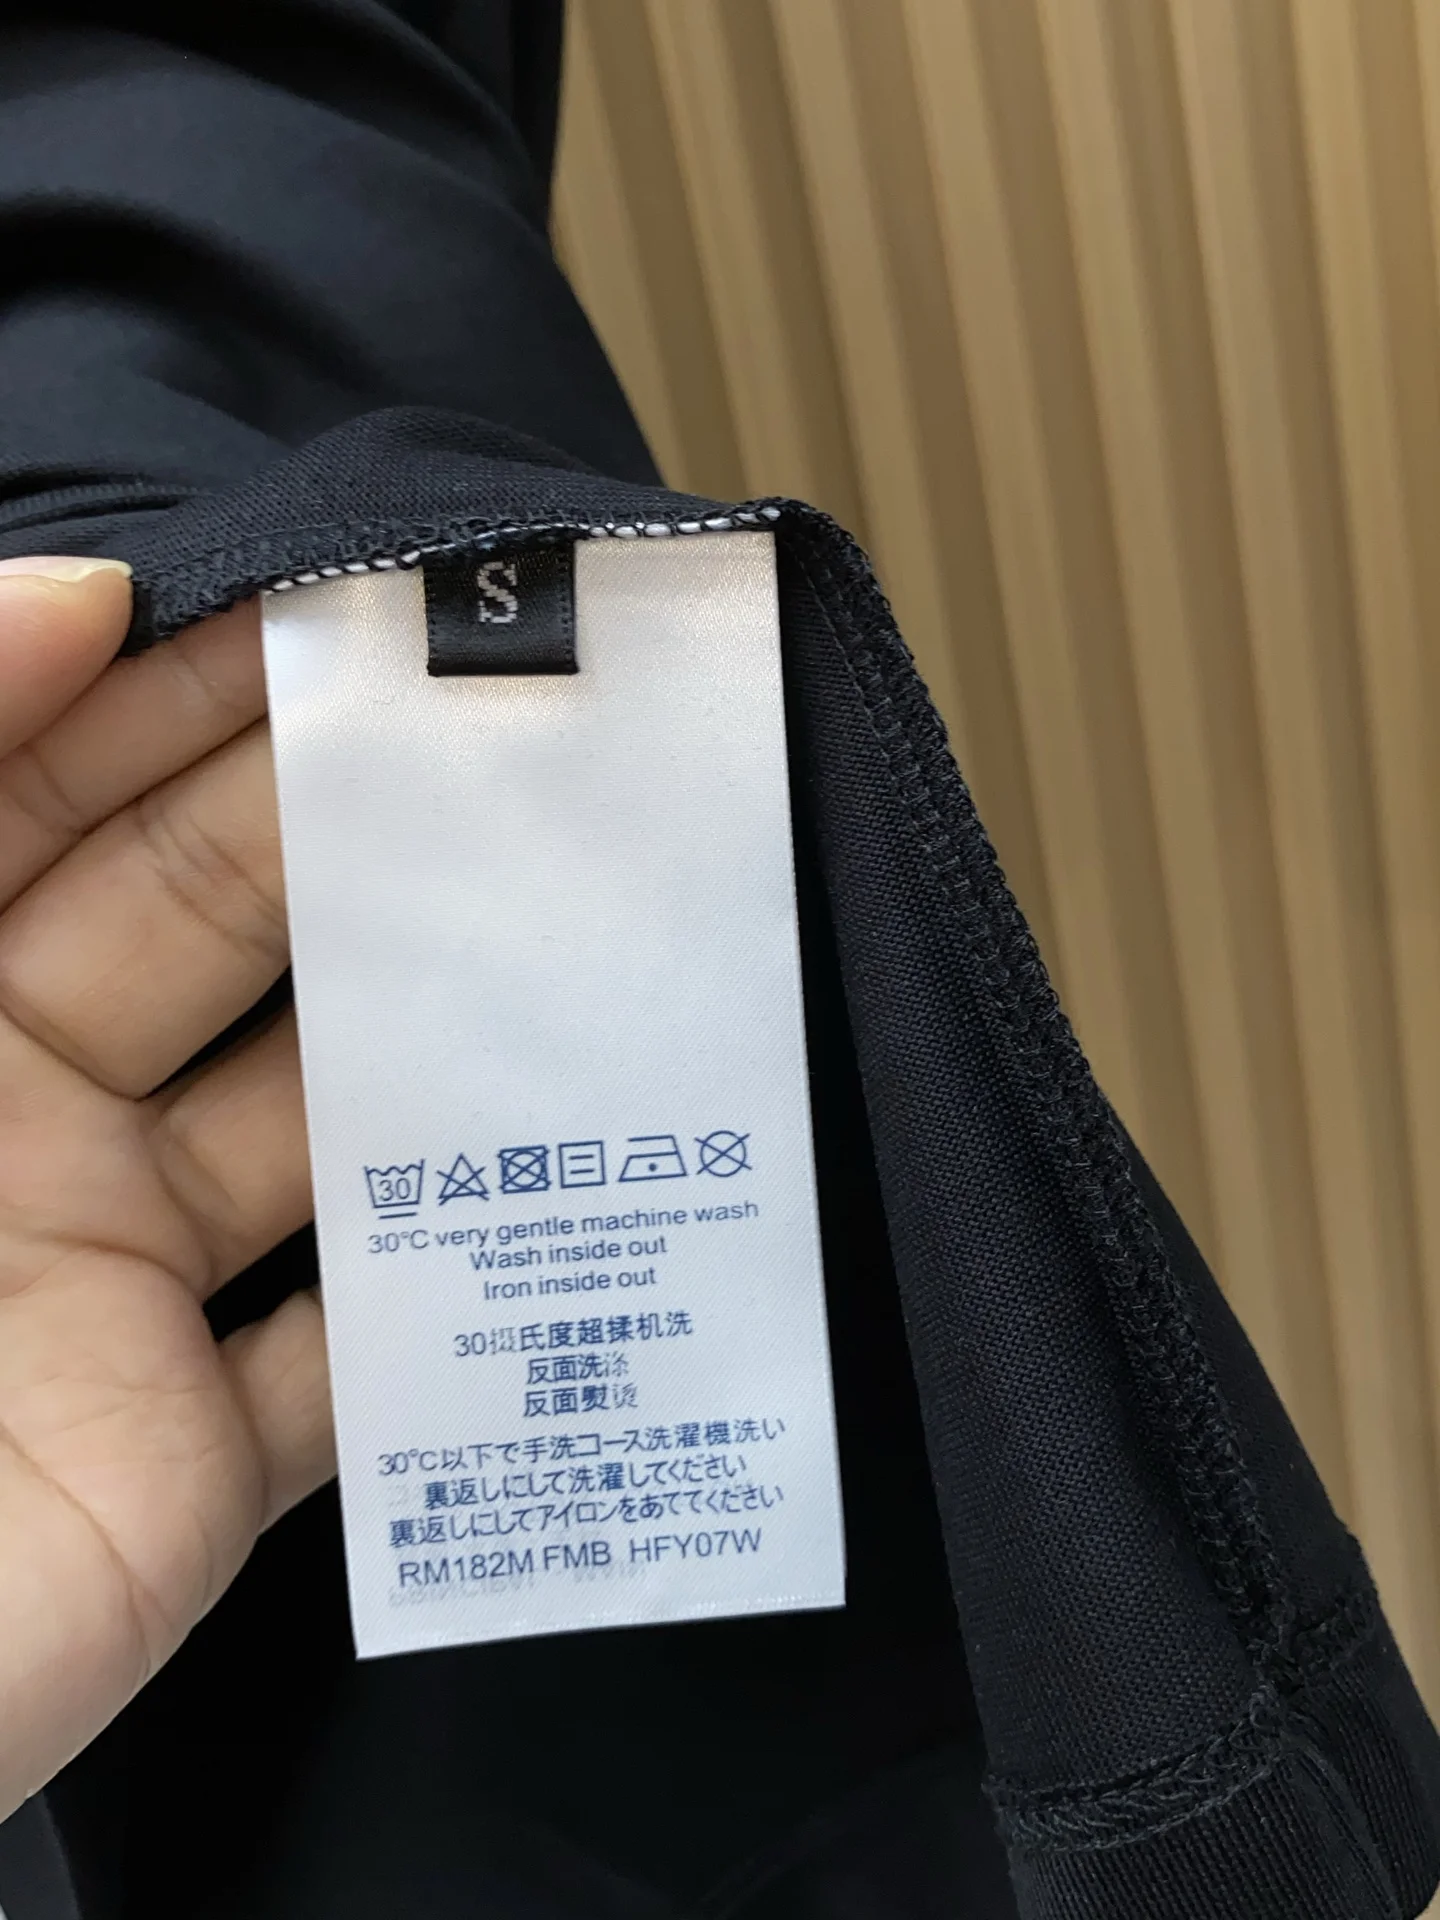 S
30
30°C very gentle machine wash
Wash inside out
Iron inside out
30摄氏度超揉机洗
反面洗涤
反面熨烫
30°C以下で手洗コース洗濯機洗い
裏返しにして洗濯してください
裏返しにしてアイロンをあててください
RM182M FMB HFY07W